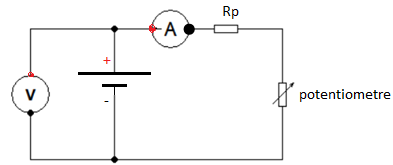 Rp
A
+
V
-
potentiometre